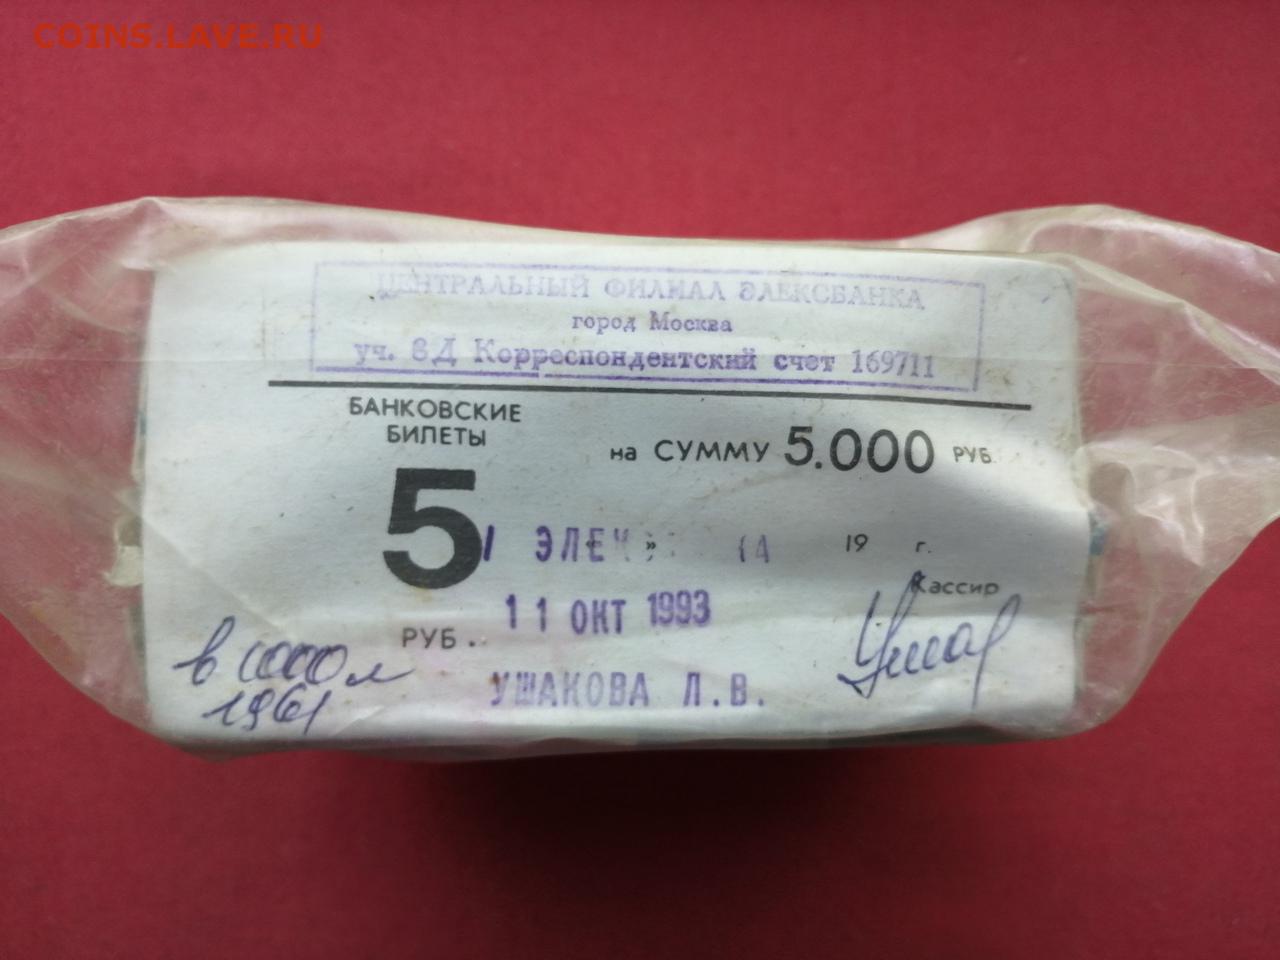 COINS.LAVE.RU
ЦЕНТРАЛЬНЫЙ ФИЛИАЛ ЭЛЕКСБАНКА
город Москва
уч. 8Д Корреспондентский счет 169711
БАНКОВСКИЕ
БИЛЕТЫ
на СУММУ 5.000 РУБ.
5
19 г.
Кассир
11 ОКТ 1993
РУБ.
УШАКОВА Л.В.
1961